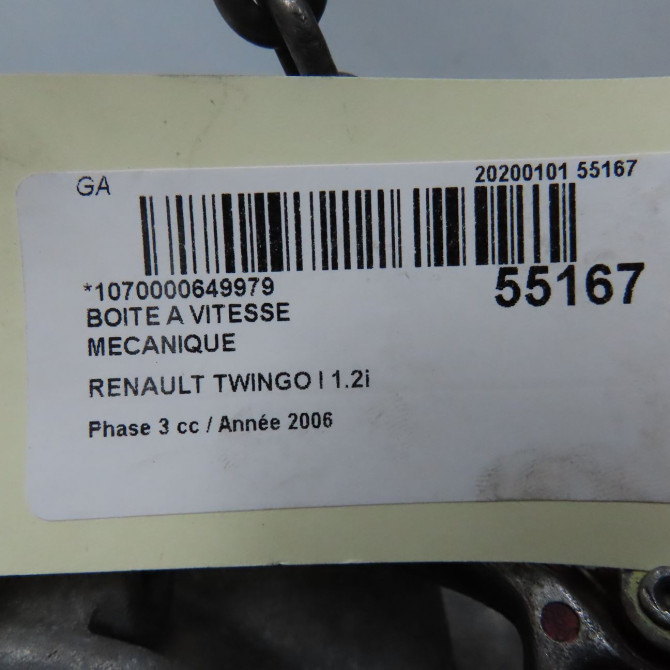 GA
20200101 55167
*1070000649979
55167
BOITE A VITESSE
MECANIQUE
RENAULT TWINGO I 1.2i
Phase 3 cc / Année 2006